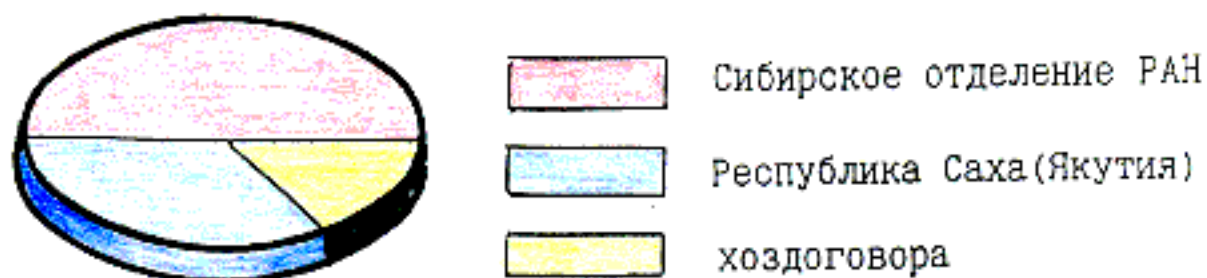 Сибирское отделение РАН
Республика Саха(Якутия)
хоздоговора